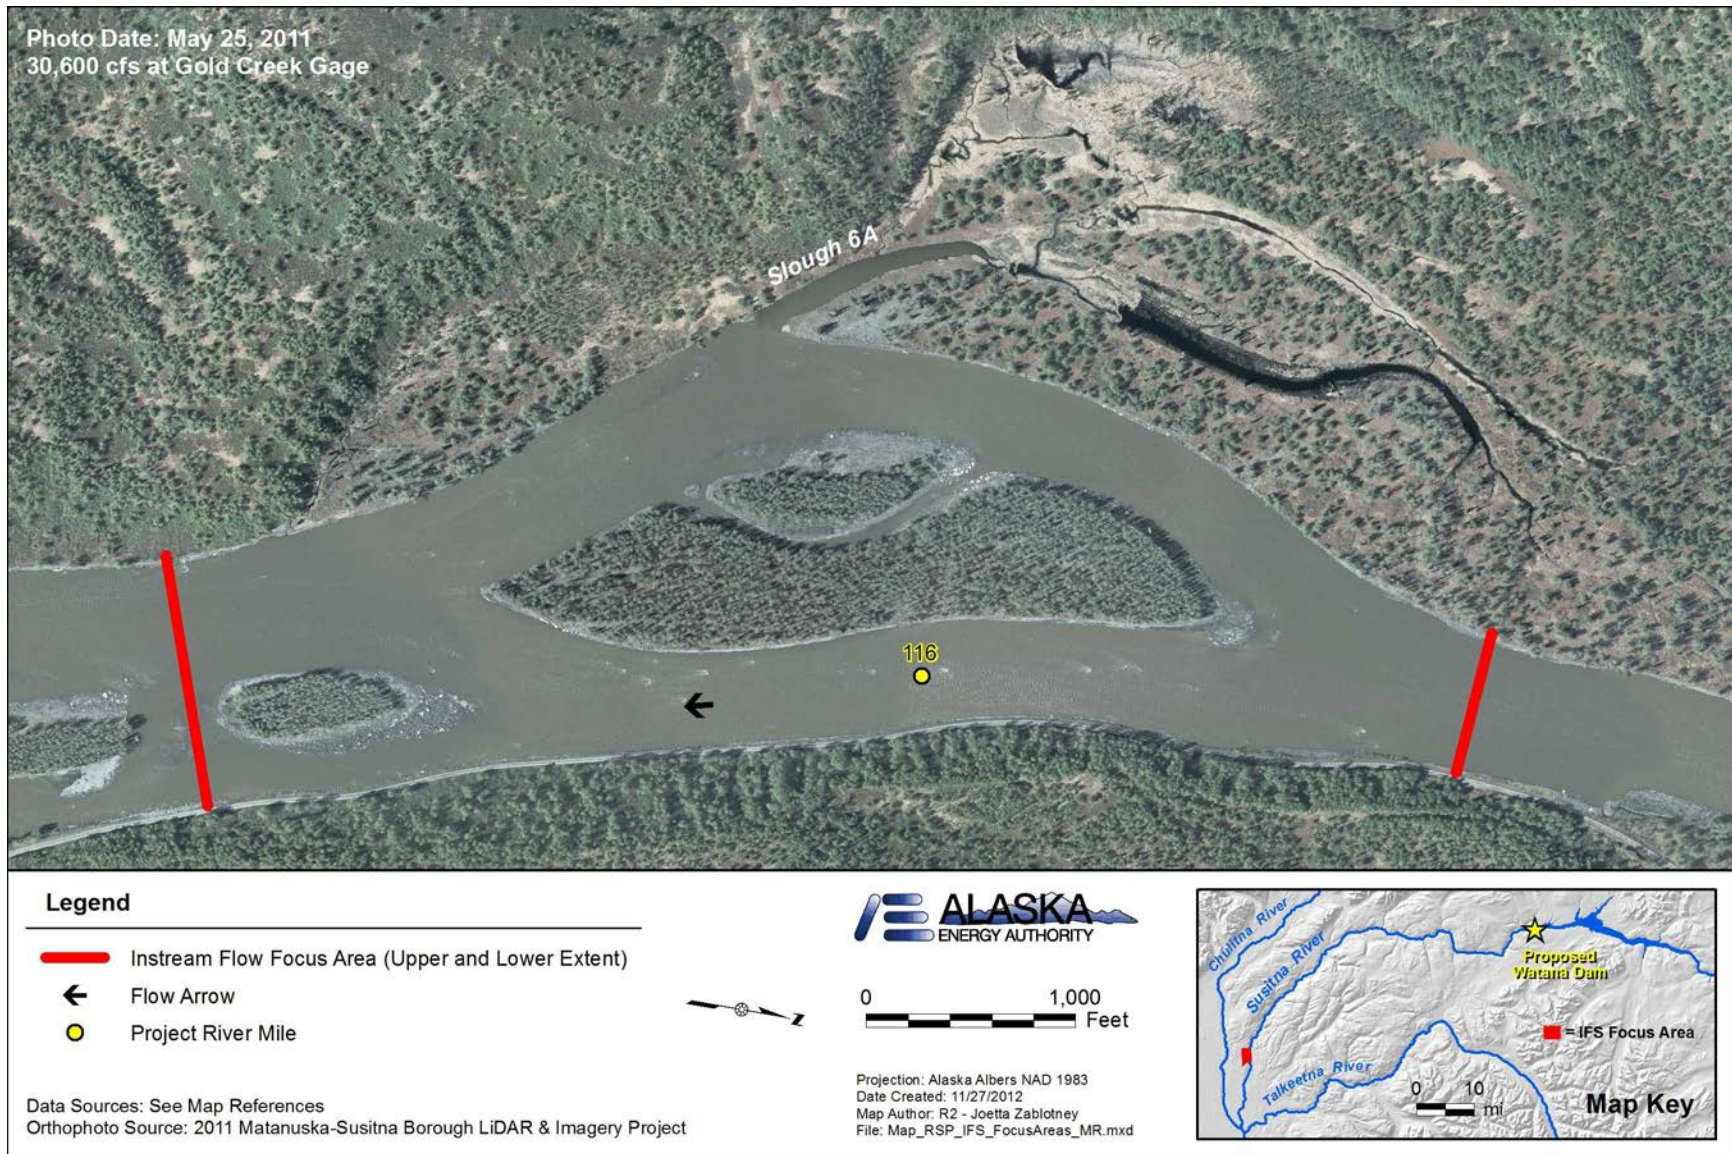 Photo Date: May 25, 2011
30,600 cfs at Gold Creek Gage
Slough 6A
116
Legend
Instream Flow Focus Area (Upper and Lower Extent)
Flow Arrow
Project River Mile
Data Sources: See Map References
Orthophoto Source: 2011 Matanuska-Susitna Borough LiDAR & Imagery Project
Z
ALASKA
ENERGY AUTHORITY
0 1,000
Feet
Projection: Alaska Albers NAD 1983
Date Created: 11/27/2012
Map Author: R2 - Joetta Zablotney
File: Map_RSP_IFS_FocusAreas_MR.mxd
Chulitna River
Susitna River
Proposed
Watana Dam
= IFS Focus Area
Talkeetna River
0 10
mi
Map Key